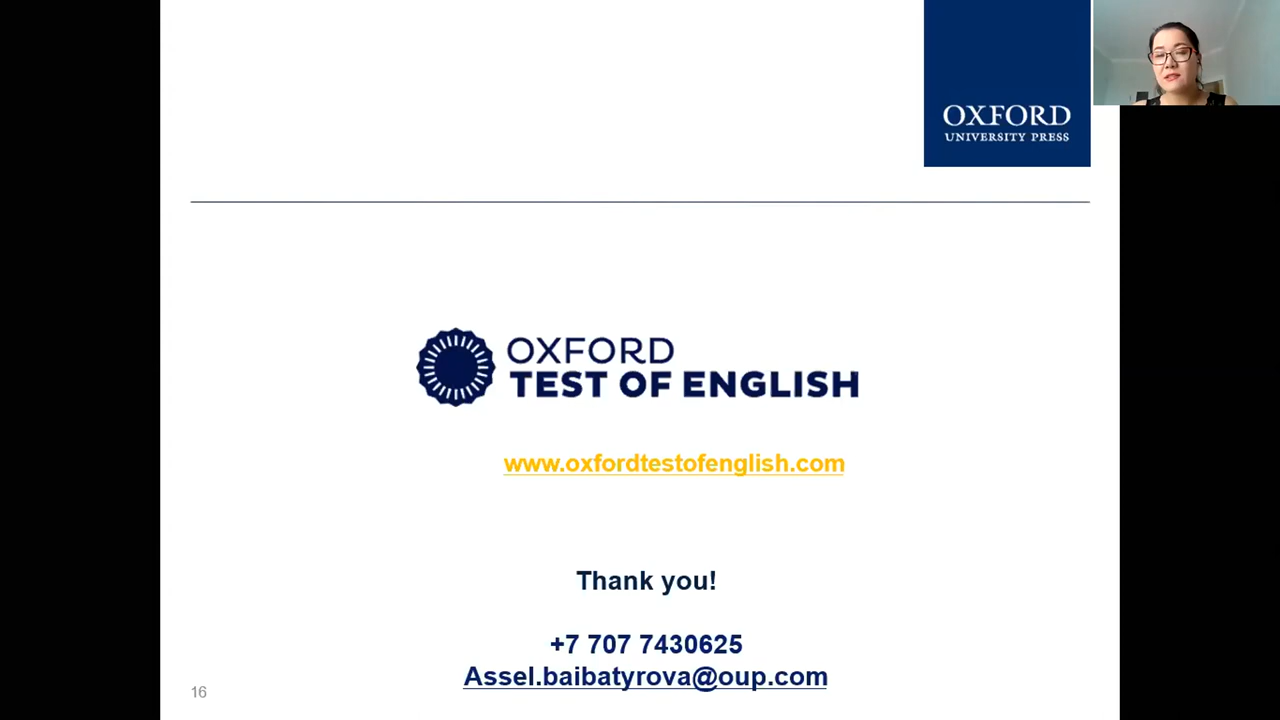 OXFORD
UNIVERSITY PRESS
OXFORD
TEST OF ENGLISH
www.oxfordtestofenglish.com
Thank you!
+7 707 7430625
Assel.baibatyrova@oup.com
16